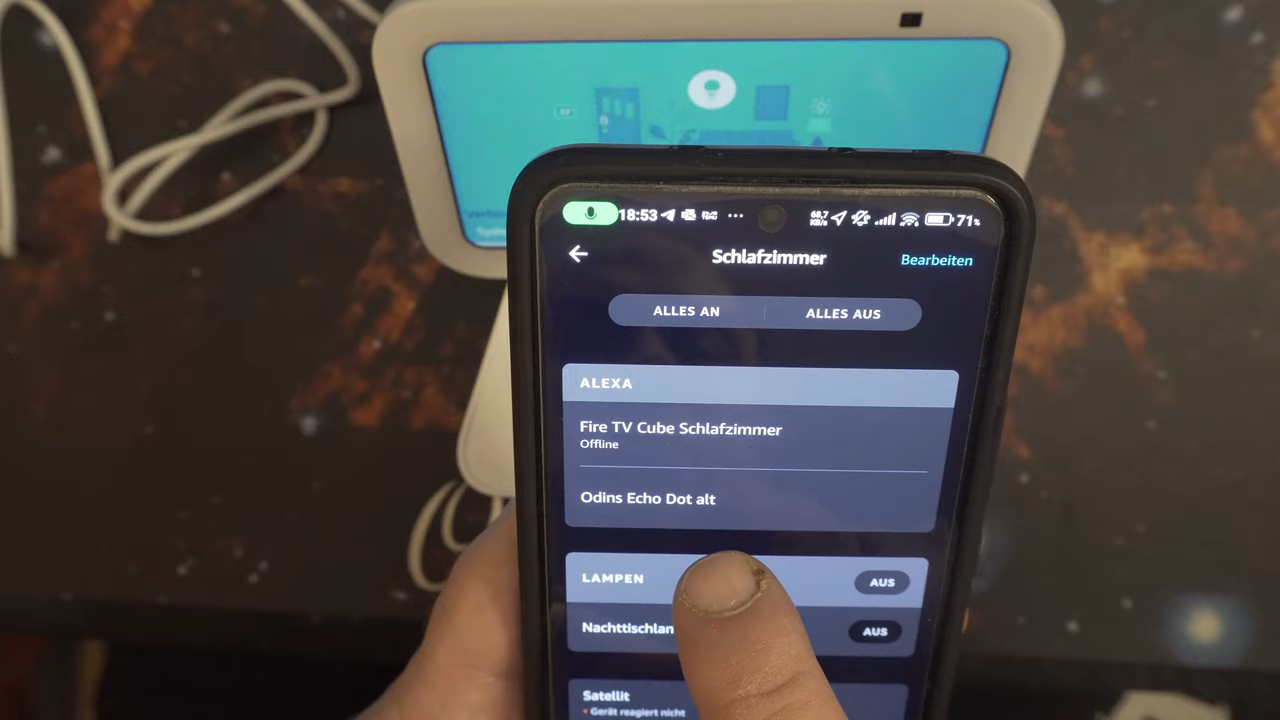 18:53 71%
Schlafzimmer Bearbeiten
ALLES AN ALLES AUS
ALEXA
Fire TV Cube Schlafzimmer
Offline
Odins Echo Dot alt
LAMPEN AUS
Nachttischlan AUS
Satellit
Gerät reagiert nicht